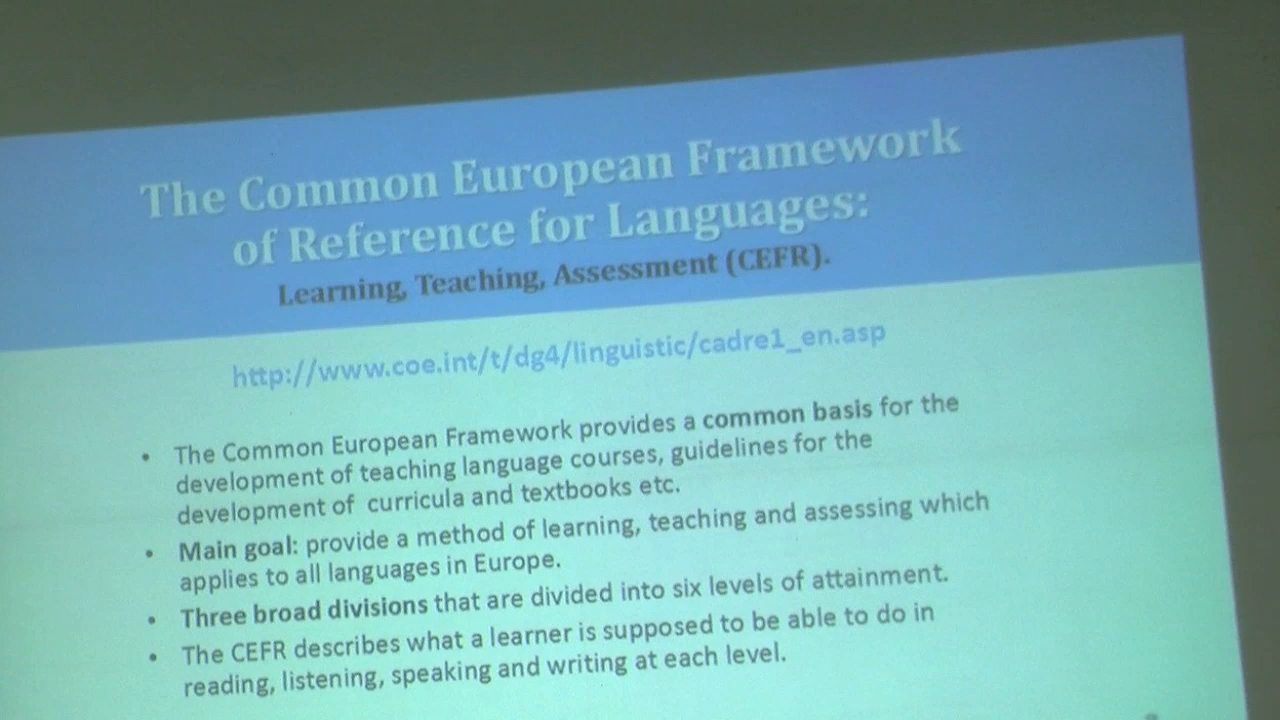 The Common European Framework
of Reference for Languages:
Learning, Teaching, Assessment (CEFR).
http://www.coe.int/t/dg4/linguistic/cadre1_en.asp
• The Common European Framework provides a common basis for the
development of teaching language courses, guidelines for the
development of curricula and textbooks etc.
• Main goal: provide a method of learning, teaching and assessing which
applies to all languages in Europe.
• Three broad divisions that are divided into six levels of attainment.
• The CEFR describes what a learner is supposed to be able to do in
reading, listening, speaking and writing at each level.